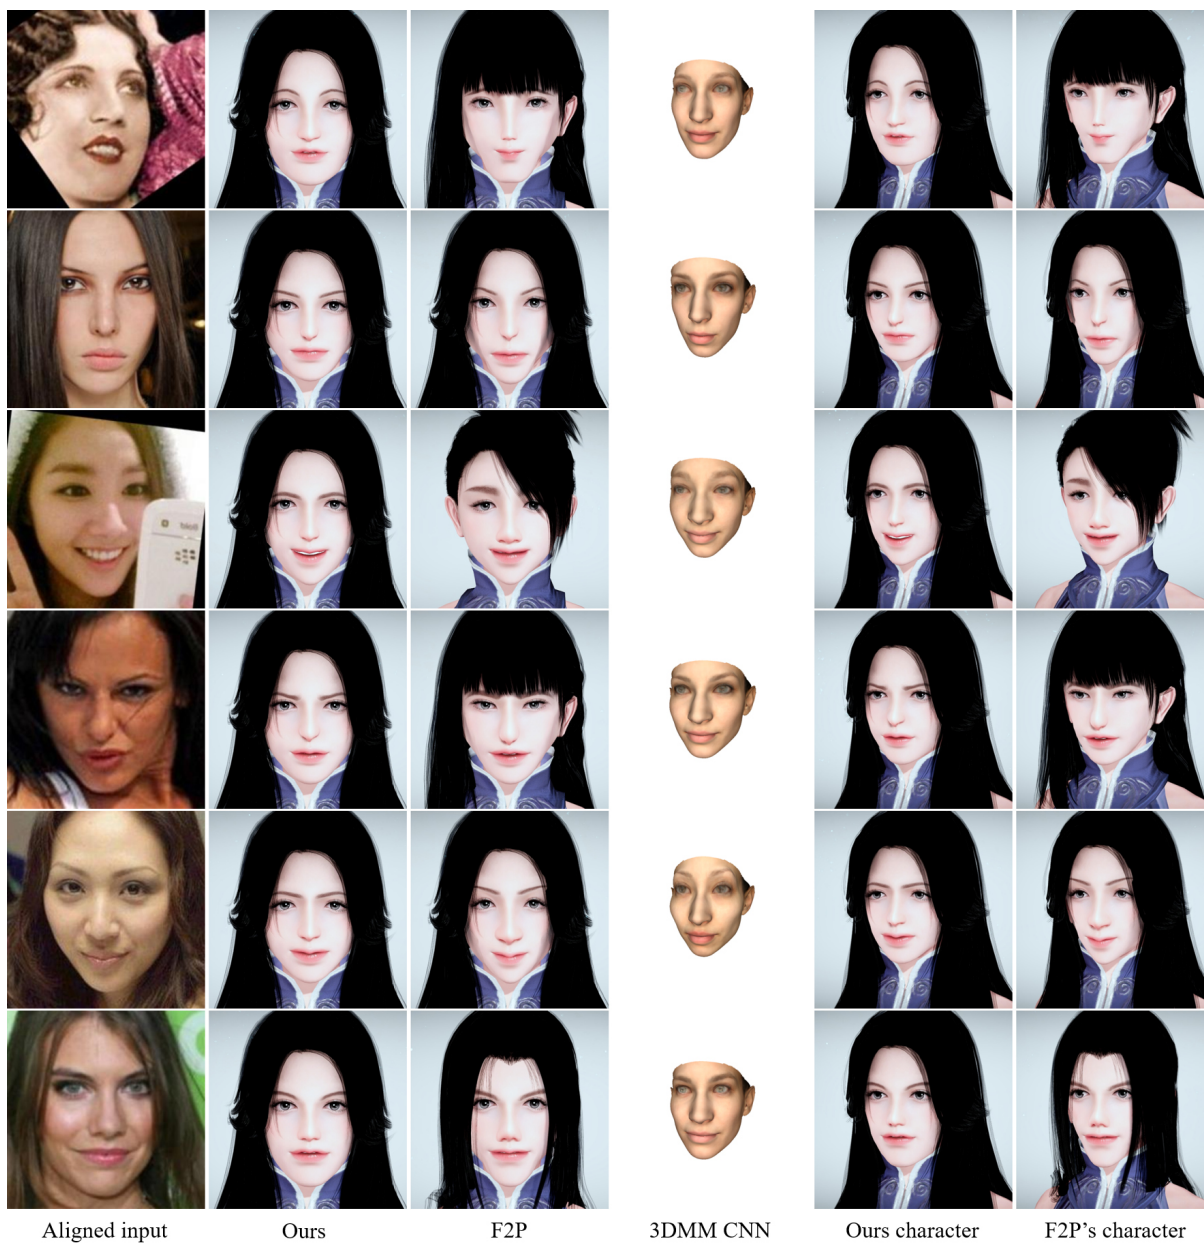 Aligned input
Ours
F2P
3DMM CNN
Ours character
F2P's character